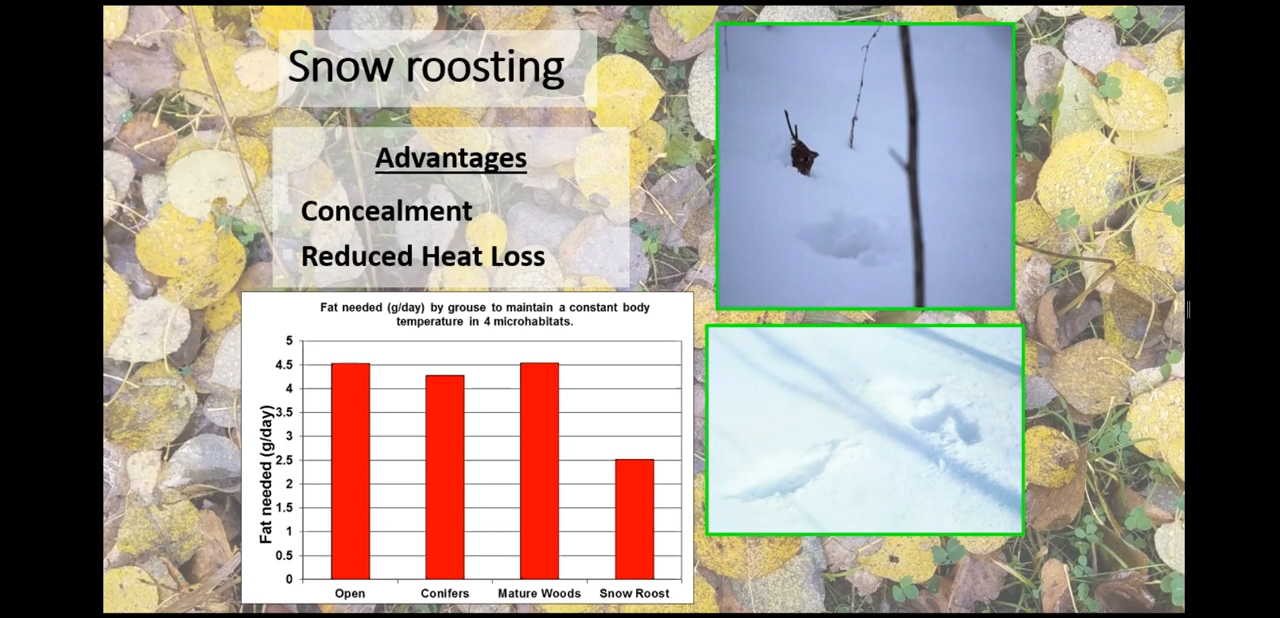 Snow roosting
Advantages
Concealment
Reduced Heat Loss
Fat needed (g/day) by grouse to maintain a constant body
temperature in 4 microhabitats.
Fat needed (g/day)
5
4.5
4
3.5
3
2.5
2
1.5
1
0.5
0
Open Conifers Mature Woods Snow Roost